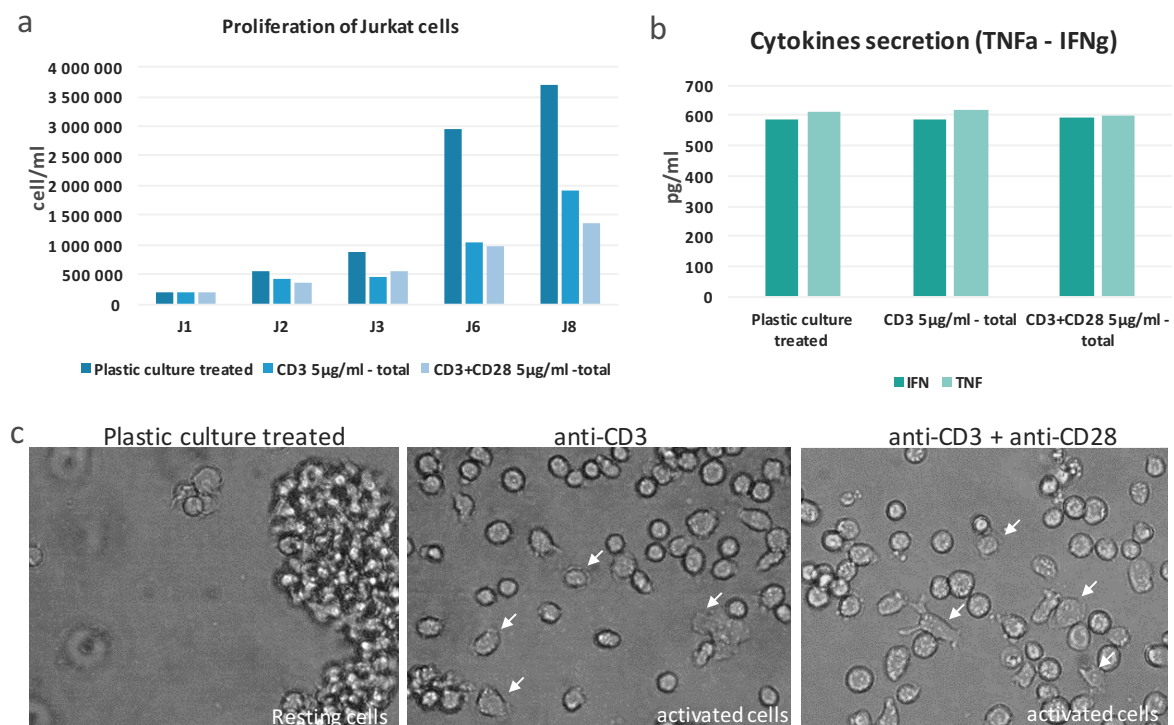 a
Proliferation of Jurkat cells
cell/ml
4 000 000
3 500 000
3 000 000
2 500 000
2 000 000
1 500 000
1 000 000
500 000
0
J1 J2 J3 J6 J8
Plastic culture treated CD3 5µg/ml - total CD3+CD28 5µg/ml -total
b
Cytokines secretion (TNFa - IFNg)
pg/ml
700
600
500
400
300
200
100
0
Plastic culture treated
CD3 5µg/ml - total
CD3+CD28 5µg/ml - total
IFN TNF
c
Plastic culture treated
anti-CD3
anti-CD3 + anti-CD28
Resting cells
activated cells
activated cells